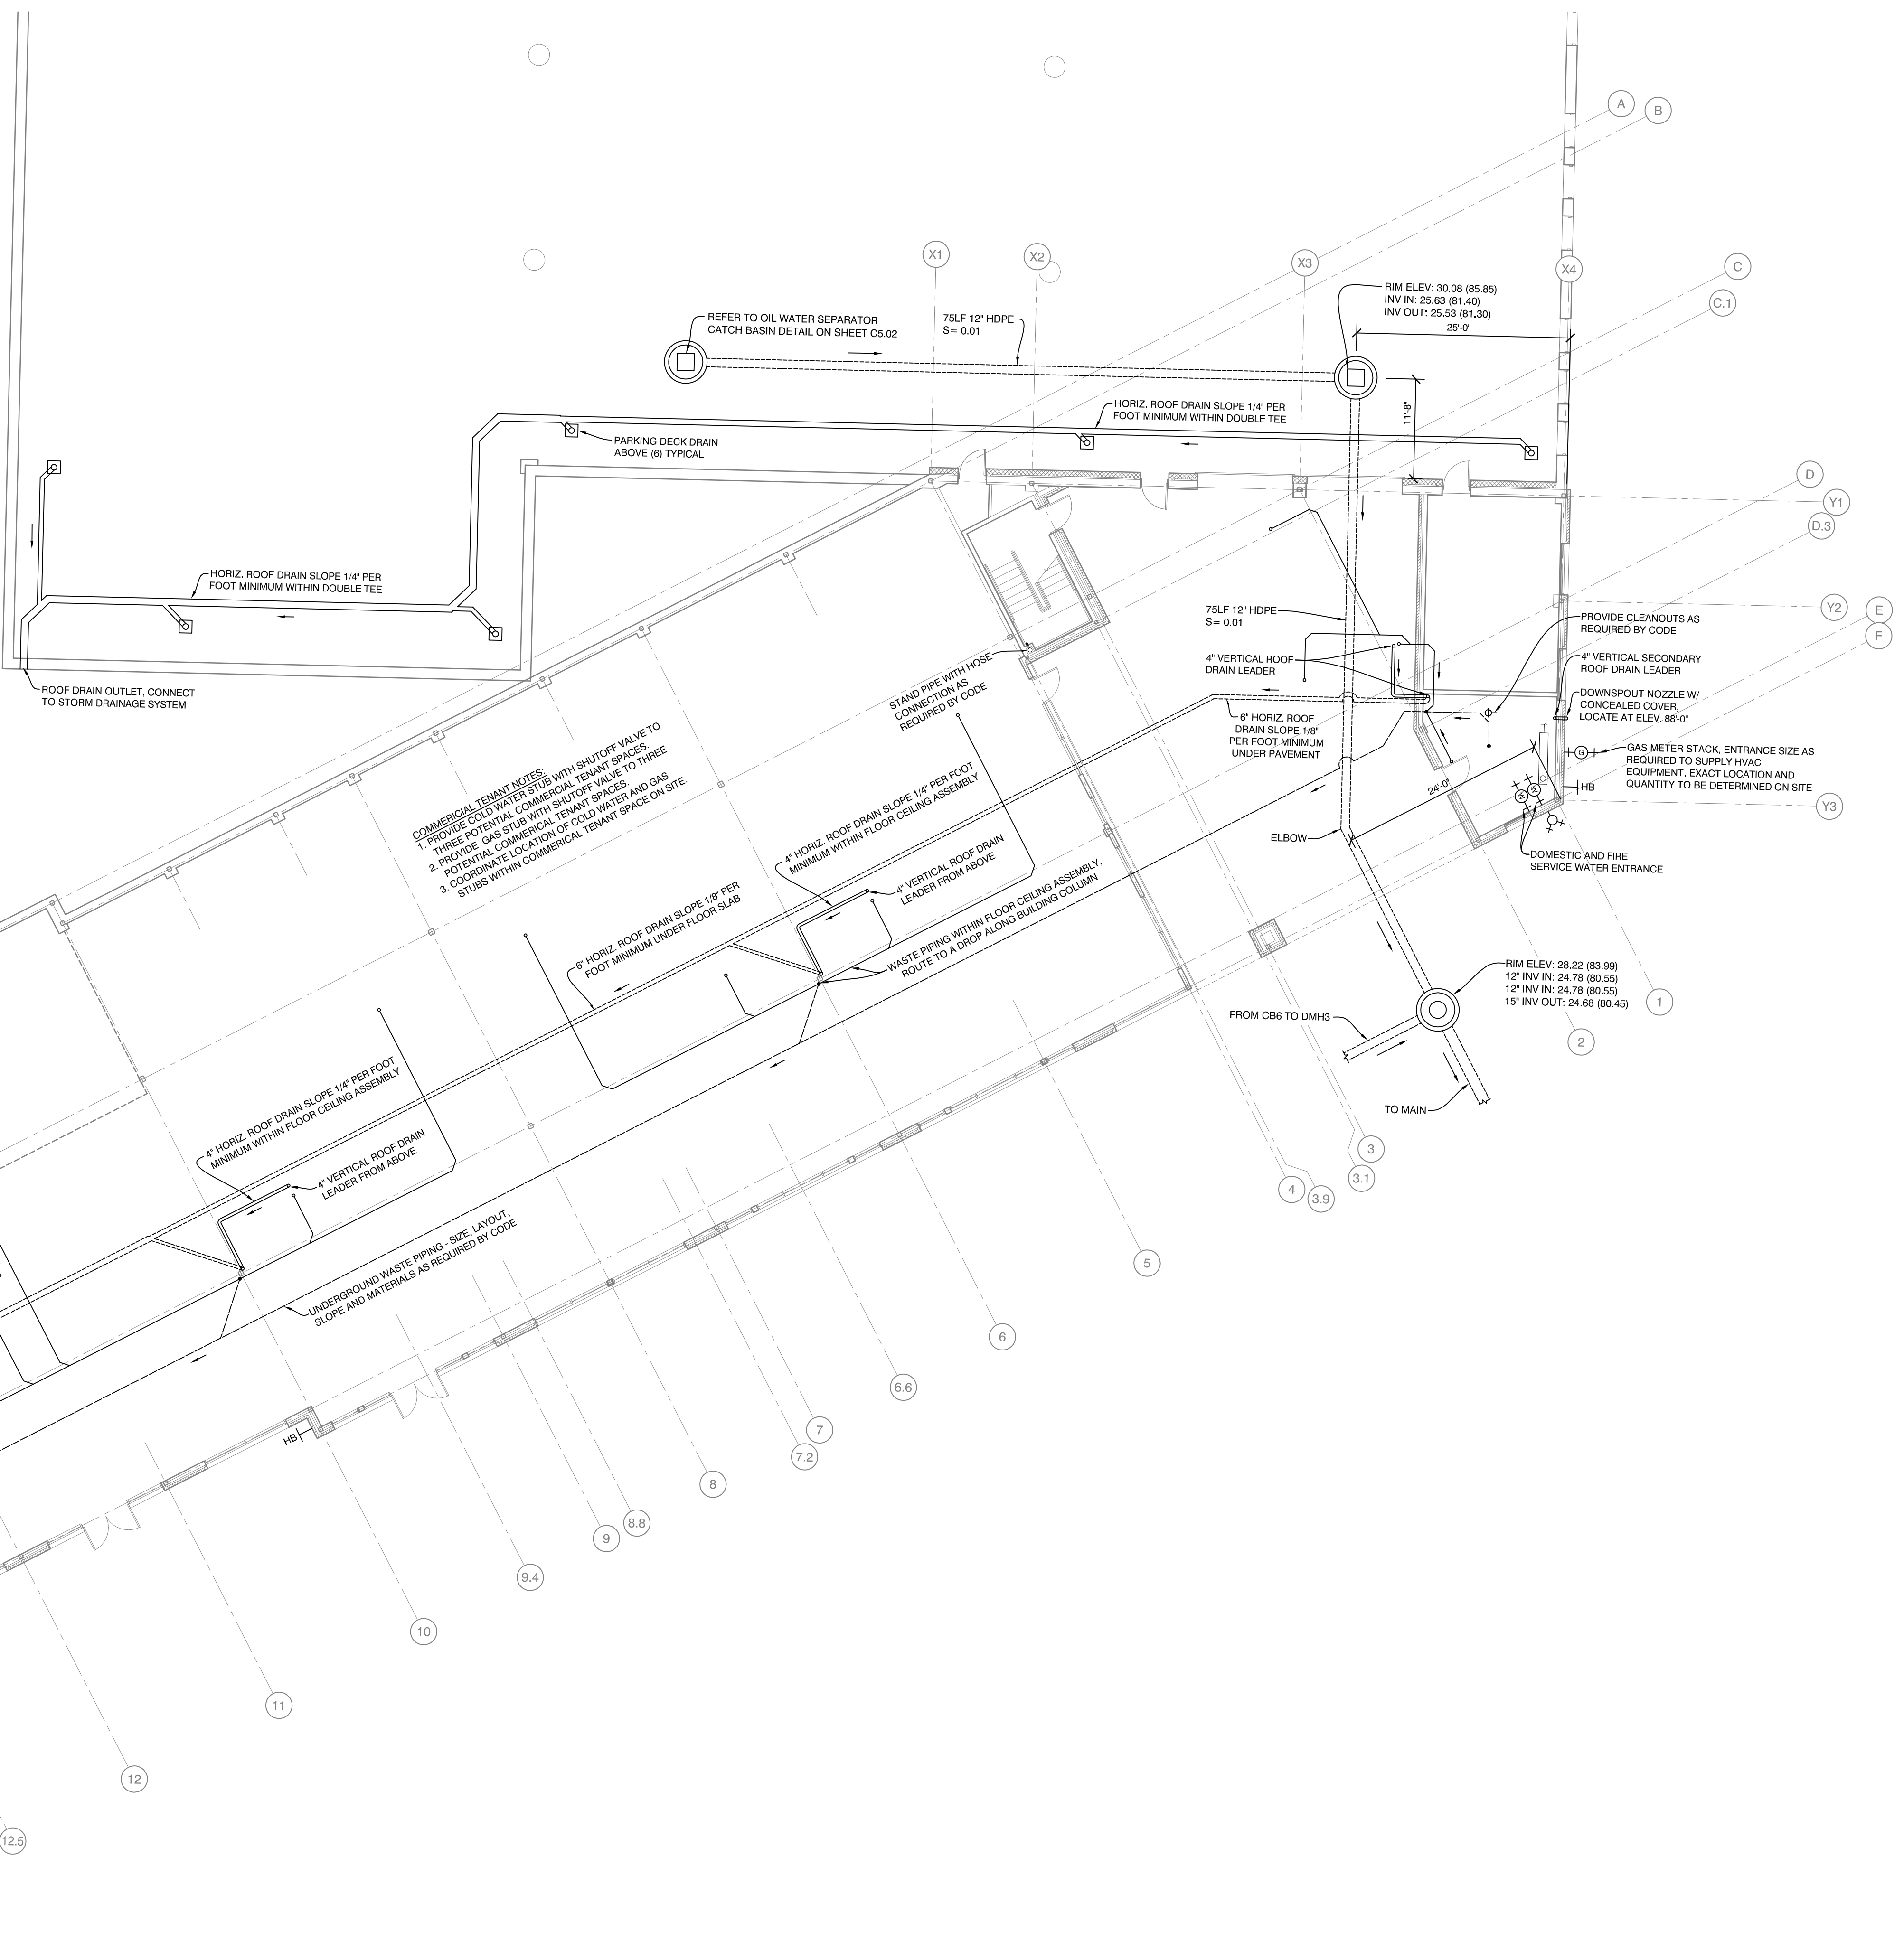 A
B
X1
X2
X3
X4
C
C.1
RIM ELEV: 30.08 (85.85)
INV IN: 25.63 (81.40)
INV OUT: 25.53 (81.30)
25'-0"
REFER TO OIL WATER SEPARATOR
CATCH BASIN DETAIL ON SHEET C5.02
75LF 12" HDPE
S= 0.01
11'-8"
HORIZ. ROOF DRAIN SLOPE 1/4" PER
FOOT MINIMUM WITHIN DOUBLE TEE
PARKING DECK DRAIN
ABOVE (6) TYPICAL
D
Y1
D.3
HORIZ. ROOF DRAIN SLOPE 1/4" PER
FOOT MINIMUM WITHIN DOUBLE TEE
75LF 12" HDPE
S= 0.01
Y2
E
F
PROVIDE CLEANOUTS AS
REQUIRED BY CODE
4" VERTICAL ROOF
DRAIN LEADER
4" VERTICAL SECONDARY
ROOF DRAIN LEADER
ROOF DRAIN OUTLET, CONNECT
TO STORM DRAINAGE SYSTEM
STAND PIPE WITH HOSE
CONNECTION AS
REQUIRED BY CODE
DOWNSPOUT NOZZLE W/
CONCEALED COVER,
LOCATE AT ELEV. 88'-0"
6" HORIZ. ROOF
DRAIN SLOPE 1/8"
PER FOOT MINIMUM
UNDER PAVEMENT
G
GAS METER STACK, ENTRANCE SIZE AS
REQUIRED TO SUPPLY HVAC
EQUIPMENT. EXACT LOCATION AND
QUANTITY TO BE DETERMINED ON SITE
HB
24'-0"
M
M
Y3
COMMERICIAL TENANT NOTES:
1. PROVIDE COLD WATER STUB WITH SHUTOFF VALVE TO
THREE POTENTIAL COMMERCIAL TENANT SPACES.
2. PROVIDE GAS STUB WITH SHUTOFF VALVE TO THREE
POTENTIAL COMMERICAL TENANT SPACES.
3. COORDINATE LOCATION OF COLD WATER AND GAS
STUBS WITHIN COMMERICAL TENANT SPACE ON SITE.
4" HORIZ. ROOF DRAIN SLOPE 1/4" PER FOOT
MINIMUM WITHIN FLOOR CEILING ASSEMBLY
ELBOW
DOMESTIC AND FIRE
SERVICE WATER ENTRANCE
4" VERTICAL ROOF DRAIN
LEADER FROM ABOVE
6" HORIZ. ROOF DRAIN SLOPE 1/8" PER
FOOT MINIMUM UNDER FLOOR SLAB
WASTE PIPING WITHIN FLOOR CEILING ASSEMBLY,
ROUTE TO A DROP ALONG BUILDING COLUMN
RIM ELEV: 28.22 (83.99)
12" INV IN: 24.78 (80.55)
12" INV IN: 24.78 (80.55)
15" INV OUT: 24.68 (80.45)
1
FROM CB6 TO DMH3
2
TO MAIN
4" HORIZ. ROOF DRAIN SLOPE 1/4" PER FOOT
MINIMUM WITHIN FLOOR CEILING ASSEMBLY
4" VERTICAL ROOF DRAIN
LEADER FROM ABOVE
3
3.1
4
3.9
UNDERGROUND WASTE PIPING - SIZE, LAYOUT,
SLOPE AND MATERIALS AS REQUIRED BY CODE
5
6
6.6
7
HB
7.2
8
8.8
9
9.4
10
11
12
12.5